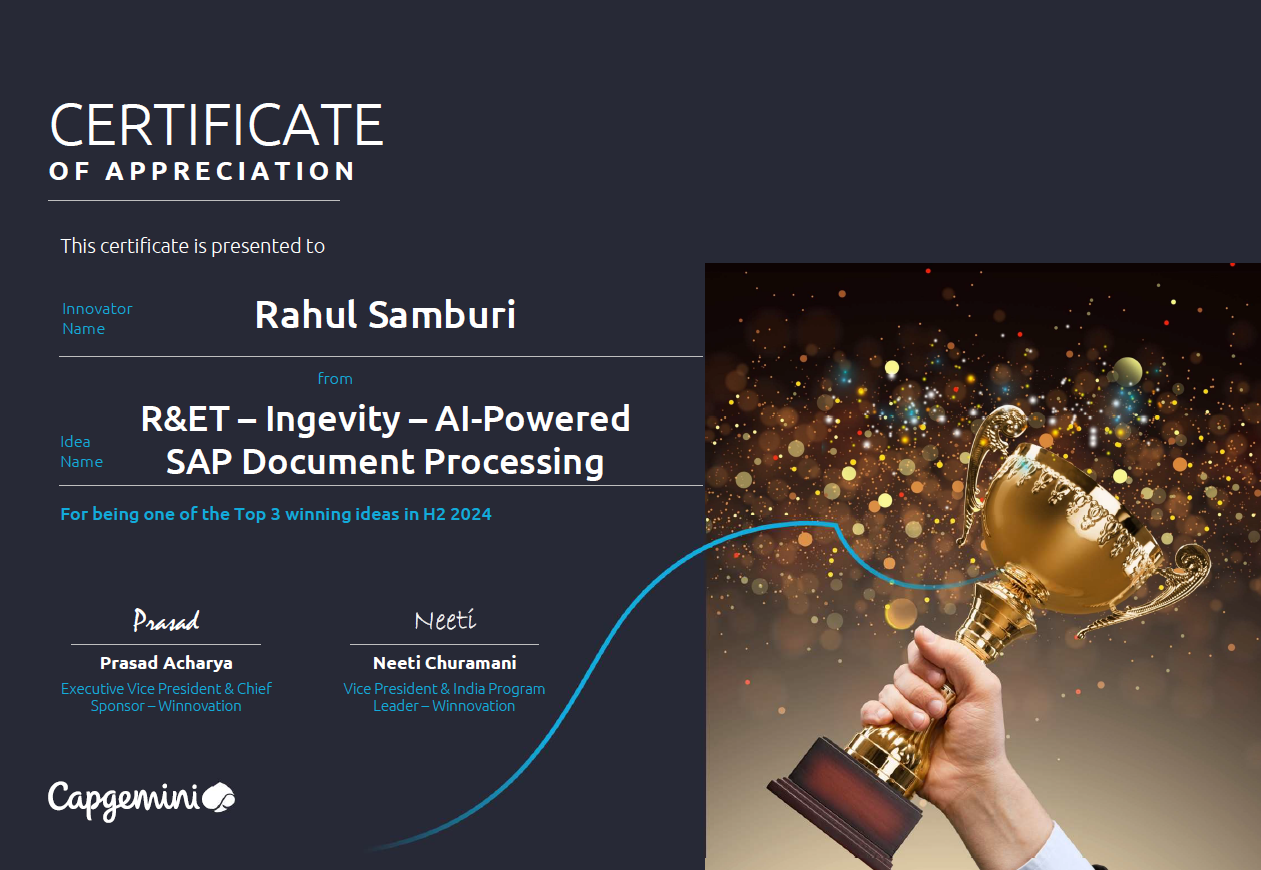 CERTIFICATE
OF APPRECIATION
This certificate is presented to
Innovator
Name
Rahul Samburi
from
Idea
Name
R&ET – Ingevity – AI-Powered
SAP Document Processing
For being one of the Top 3 winning ideas in H2 2024
Prasad
Prasad Acharya
Executive Vice President & Chief
Sponsor – Winnovation
Neeti
Neeti Churamani
Vice President & India Program
Leader – Winnovation
Capgemini